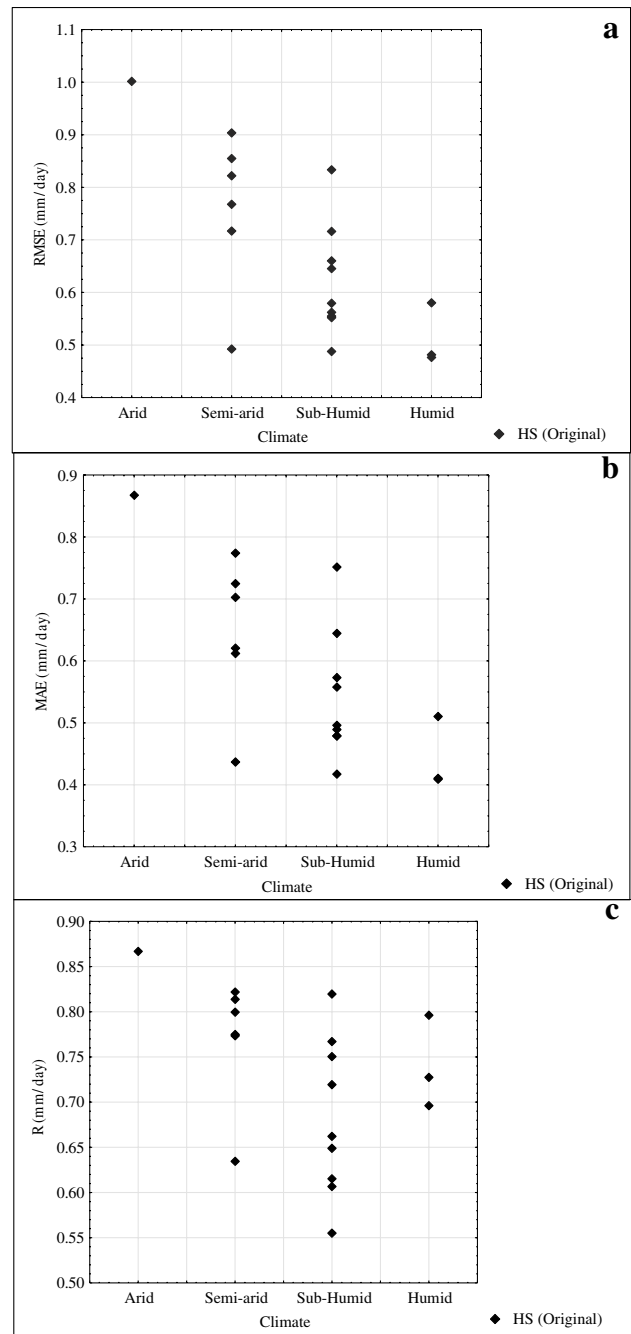 a
1.1
1.0
0.9
0.8
0.7
0.6
0.5
0.4
RMSE (mm/day)
Arid Semi-arid Sub-Humid Humid
Climate
HS (Original)
b
0.9
0.8
0.7
0.6
0.5
0.4
0.3
MAE (mm/day)
Arid Semi-arid Sub-Humid Humid
Climate
HS (Original)
c
0.90
0.85
0.80
0.75
0.70
0.65
0.60
0.55
0.50
R (mm/day)
Arid Semi-arid Sub-Humid Humid
Climate
HS (Original)